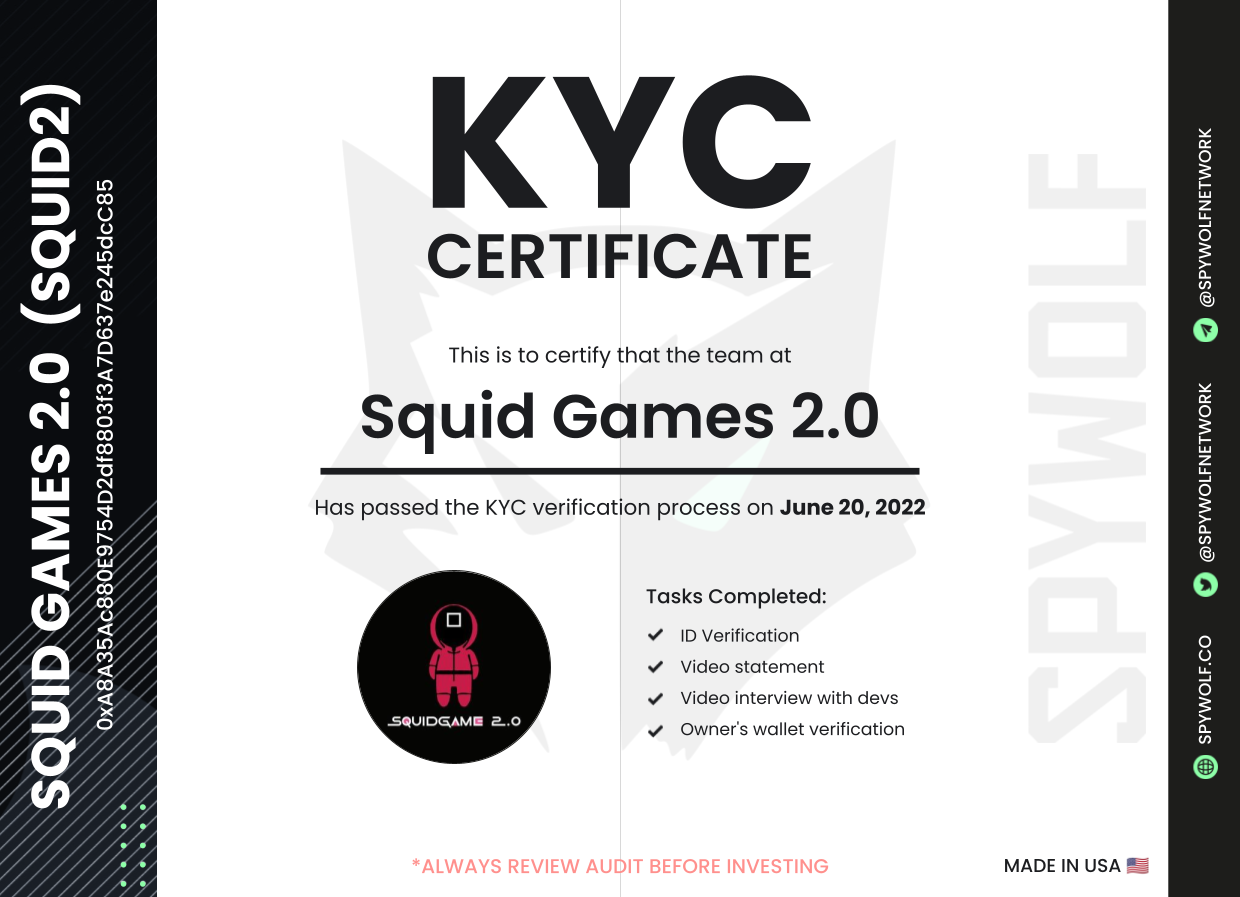 SQUID GAMES 2.0 (SQUID2)
0xA8A35Ac880E9754D2df8803f3A7D637e245dcC85
KYC
CERTIFICATE
This is to certify that the team at
Squid Games 2.0
Has passed the KYC verification process on June 20, 2022
SQUIDGAME 2.0
Tasks Completed:
ID Verification
Video statement
Video interview with devs
Owner's wallet verification
*ALWAYS REVIEW AUDIT BEFORE INVESTING
MADE IN USA 🇺🇸
SPYWOLF
@SPYWOLFNETWORK
@SPYWOLFNETWORK
SPYWOLF.CO